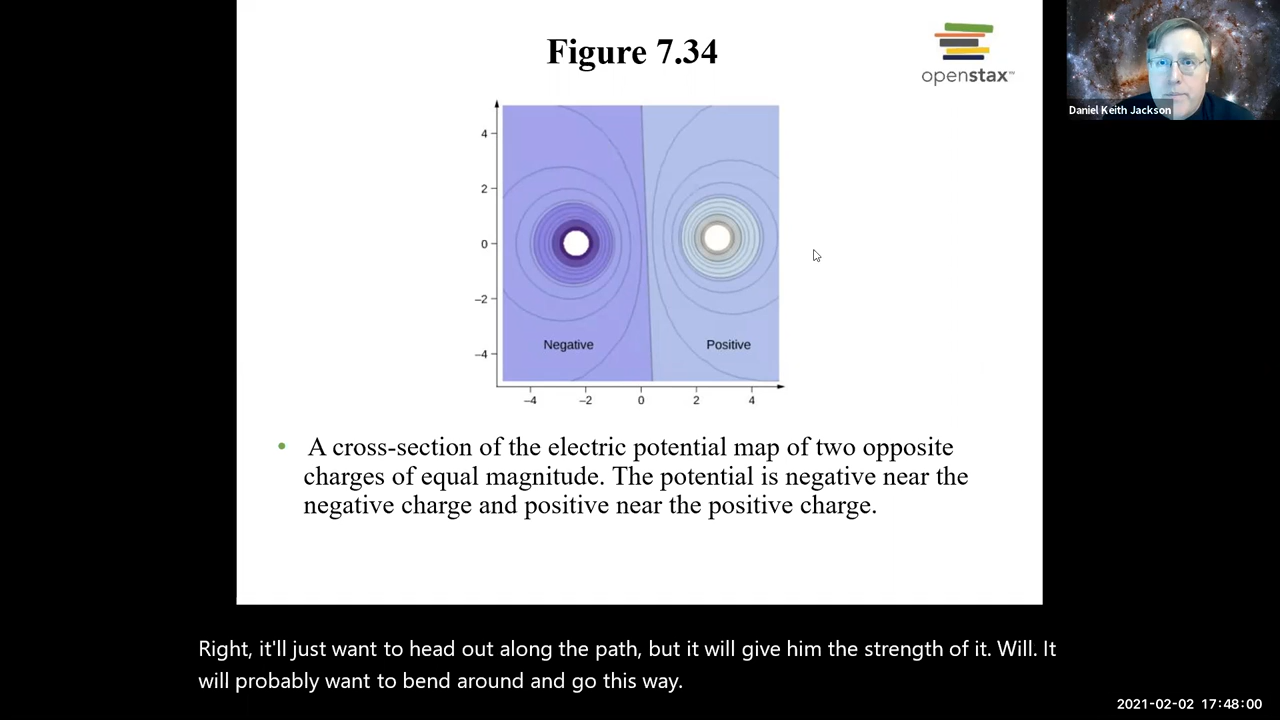 Figure 7.34
openstax™
Daniel Keith Jackson
4
2
0
–2
–4
Negative
Positive
–4 –2 0 2 4
• A cross-section of the electric potential map of two opposite
charges of equal magnitude. The potential is negative near the
negative charge and positive near the positive charge.
Right, it'll just want to head out along the path, but it will give him the strength of it. Will. It
will probably want to bend around and go this way.
2021-02-02 17:48:00